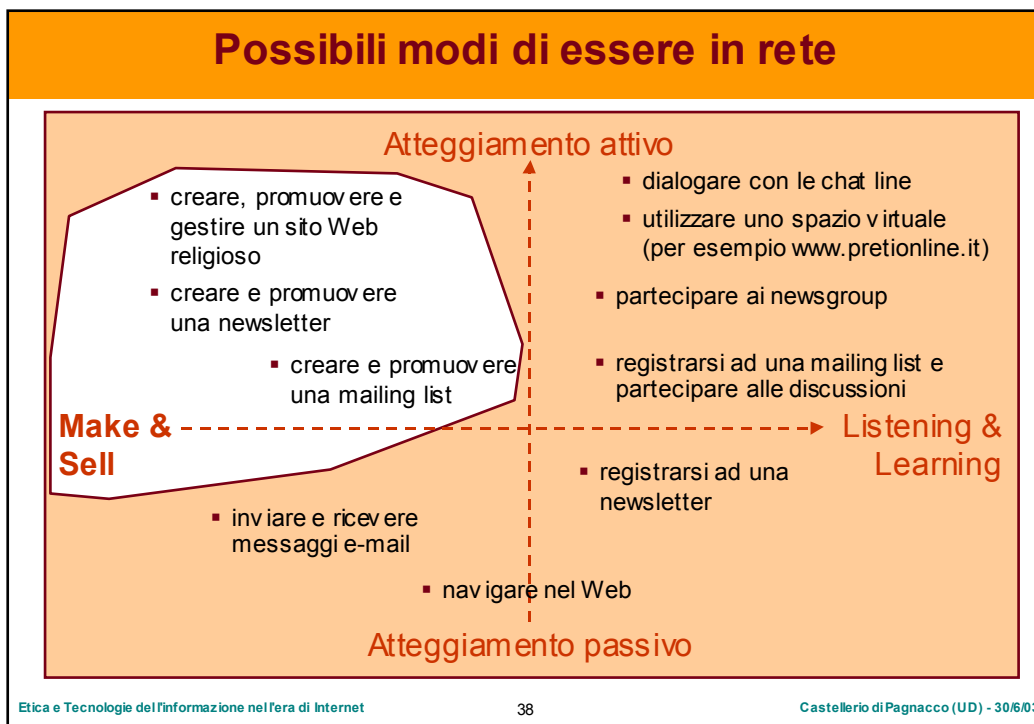 Possibili modi di essere in rete
Atteggiamento attivo
▪ creare, promuovere e
gestire un sito Web
religioso
▪ creare e promuovere
una newsletter
▪ creare e promuovere
una mailing list
▪ dialogare con le chat line
▪ utilizzare uno spazio virtuale
(per esempio www.pretionline.it)
▪ partecipare ai newsgroup
▪ registrarsi ad una mailing list e
partecipare alle discussioni
Make &
Sell
Listening &
Learning
▪ registrarsi ad una
newsletter
▪ inviare e ricevere
messaggi e-mail
▪ navigare nel Web
Atteggiamento passivo
Etica e Tecnologie dell'informazione nell'era di Internet
38
Castellerio di Pagnacco (UD) - 30/6/03